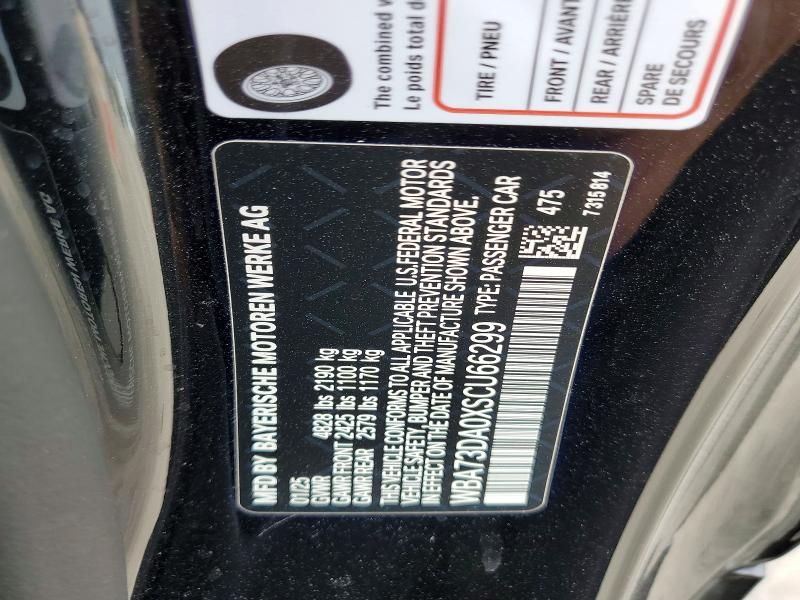 The combined
Le poids total d
TIRE / PNEU
FRONT / AVANT
REAR / ARRIÈRE
SPARE
DE SECOURS
MFD BY BAYERISCHE MOTOREN WERKE AG
01/25
GVWR 4828 lbs 2190 kg
GAWR FRONT 2425 lbs 1100 kg
GAWR REAR 2579 lbs 1170 kg
THIS VEHICLE CONFORMS TO ALL APPLICABLE U.S. FEDERAL MOTOR
VEHICLE SAFETY, BUMPER AND THEFT PREVENTION STANDARDS
IN EFFECT ON THE DATE OF MANUFACTURE SHOWN ABOVE.
WBA73DA0XSCU66299 TYPE: PASSENGER CAR
475
7315814